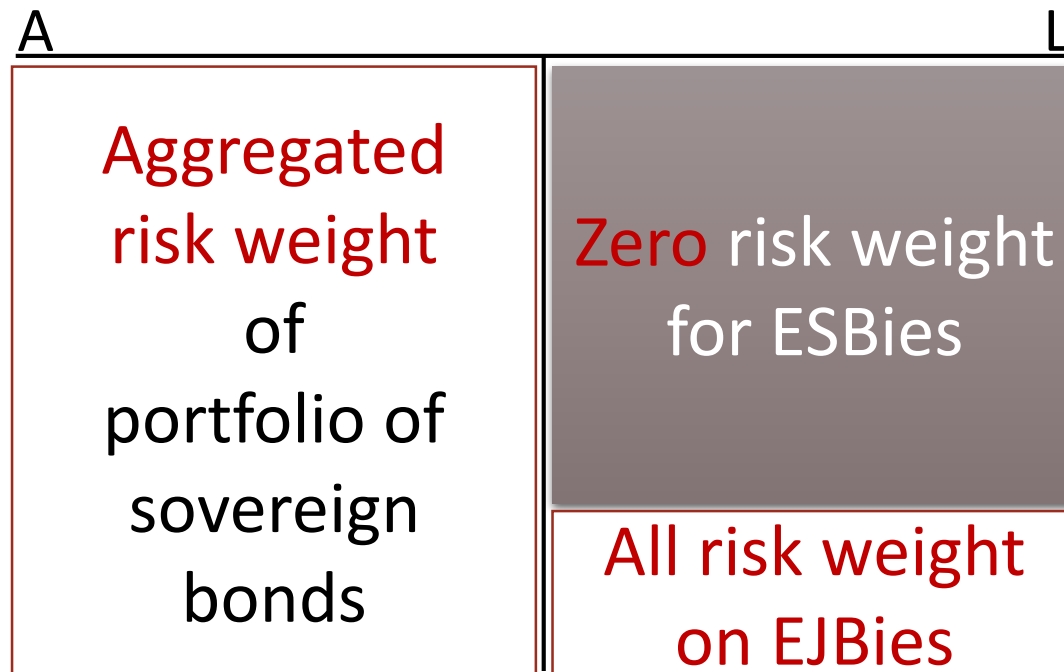 A
L
Aggregated
risk weight
of
portfolio of
sovereign
bonds
Zero risk weight
for ESBies
All risk weight
on EJBies